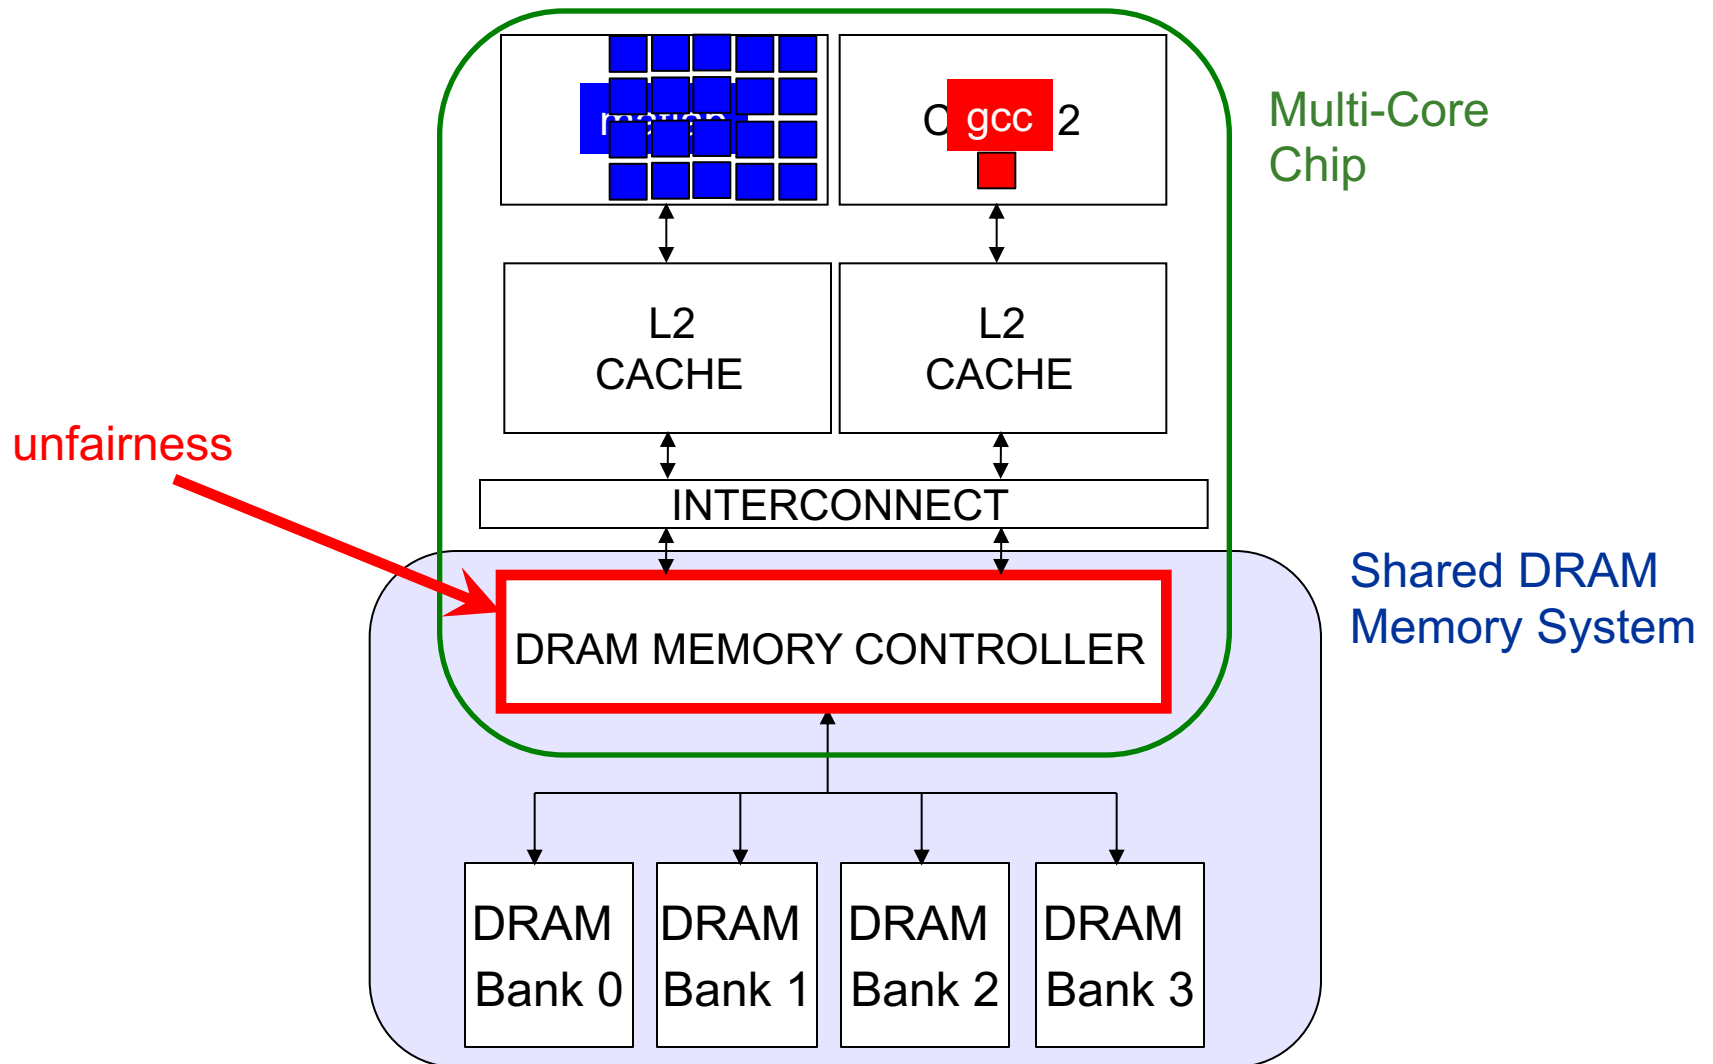 gcc
2
Multi-Core
Chip
L2
CACHE
L2
CACHE
unfairness
INTERCONNECT
Shared DRAM
Memory System
DRAM MEMORY CONTROLLER
DRAM
Bank 0
DRAM
Bank 1
DRAM
Bank 2
DRAM
Bank 3